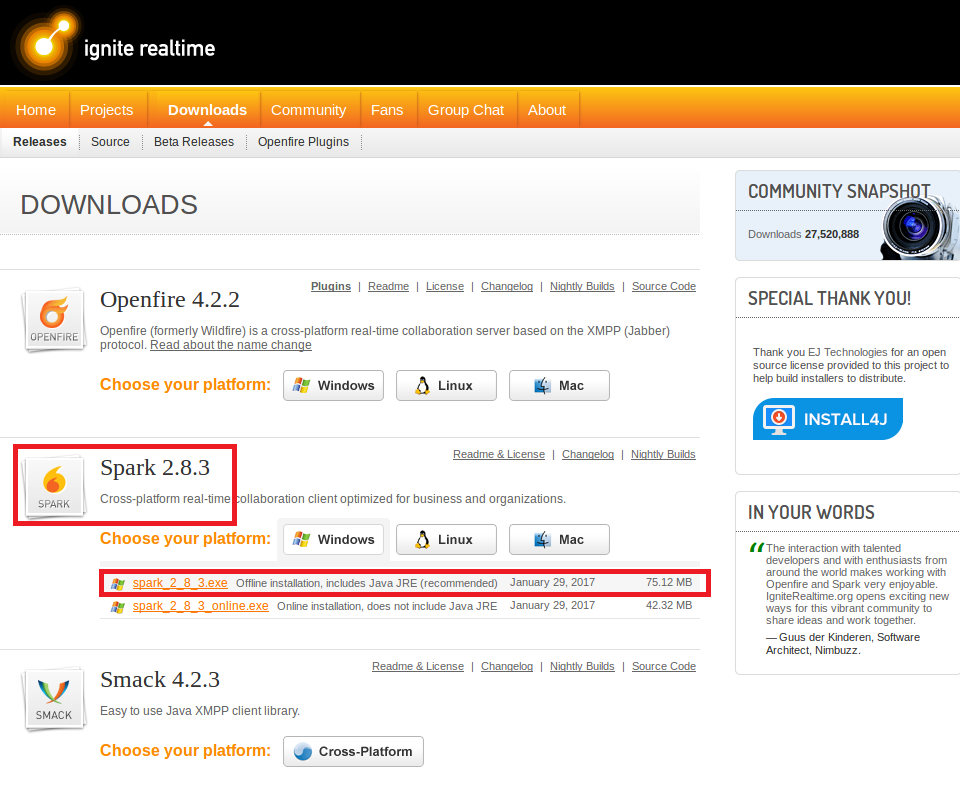 ignite realtime
Home Projects Downloads Community Fans Group Chat About
Releases Source Beta Releases Openfire Plugins
DOWNLOADS
Plugins | Readme | License | Changelog | Nightly Builds | Source Code
Openfire 4.2.2
OPENFIRE
Openfire (formerly Wildfire) is a cross-platform real-time collaboration server based on the XMPP (Jabber)
protocol. Read about the name change
Choose your platform: Windows Linux Mac
Readme & License | Changelog | Nightly Builds
Spark 2.8.3
SPARK
Cross-platform real-time collaboration client optimized for business and organizations.
Choose your platform: Windows Linux Mac
spark_2_8_3.exe Offline installation, includes Java JRE (recommended) January 29, 2017 75.12 MB
spark_2_8_3_online.exe Online installation, does not include Java JRE January 29, 2017 42.32 MB
Readme & License | Changelog | Nightly Builds | Source Code
Smack 4.2.3
SMACK
Easy to use Java XMPP client library.
Choose your platform: Cross-Platform
COMMUNITY SNAPSHOT
Downloads 27,520,888
SPECIAL THANK YOU!
Thank you EJ Technologies for an open
source license provided to this project to
help build installers to distribute.
INSTALL4J
IN YOUR WORDS
“The interaction with talented
developers and with enthusiasts from
around the world makes working with
Openfire and Spark very enjoyable.
IgniteRealtime.org opens exciting new
ways for this vibrant community to
share ideas and work together.
— Guus der Kinderen, Software
Architect, Nimbuzz.